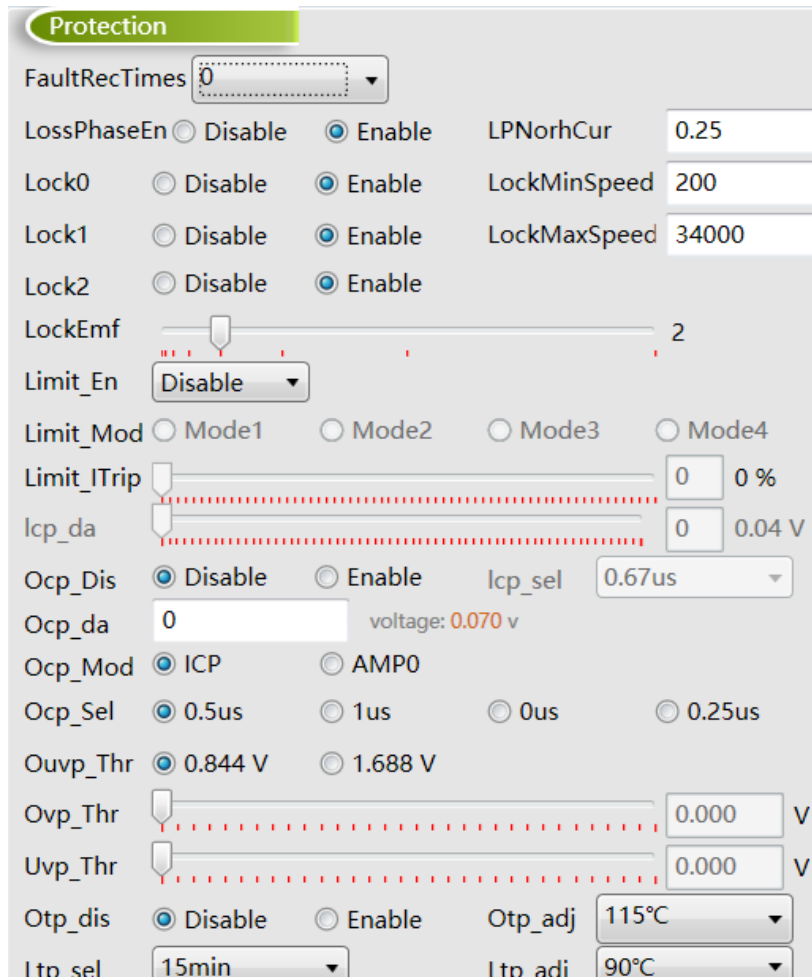 Protection
FaultRecTimes 0
LossPhaseEn Disable Enable LPNorhCur 0.25
Lock0 Disable Enable LockMinSpeed 200
Lock1 Disable Enable LockMaxSpeed 34000
Lock2 Disable Enable
LockEmf 2
Limit_En Disable
Limit_Mod Mode1 Mode2 Mode3 Mode4
Limit_ITrip 0 0 %
Icp_da 0 0.04 V
Ocp_Dis Disable Enable Icp_sel 0.67us
Ocp_da 0 voltage: 0.070 v
Ocp_Mod ICP AMP0
Ocp_Sel 0.5us 1us 0us 0.25us
Ouvp_Thr 0.844 V 1.688 V
Ovp_Thr 0.000 V
Uvp_Thr 0.000 V
Otp_dis Disable Enable Otp_adj 115℃
Ltp_sel 15min Ltp_adj 90℃